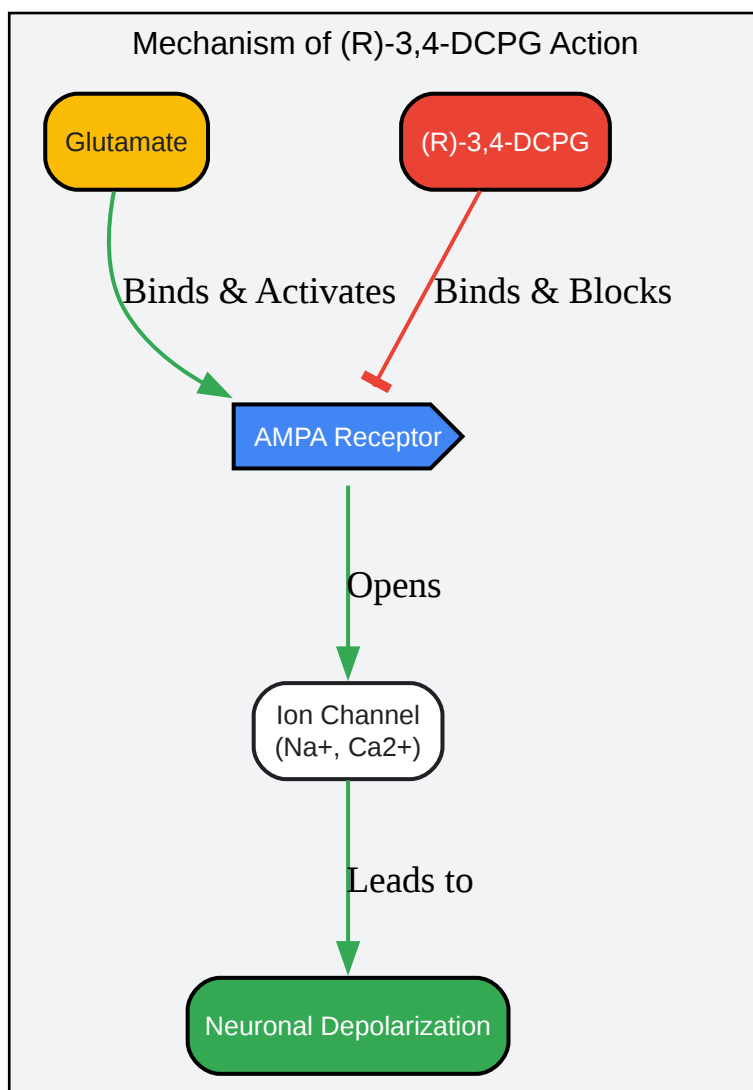 Mechanism of (R)-3,4-DCPG Action
Glutamate
(R)-3,4-DCPG
Binds & Activates
Binds & Blocks
AMPA Receptor
Opens
Ion Channel
(Na+, Ca2+)
Leads to
Neuronal Depolarization